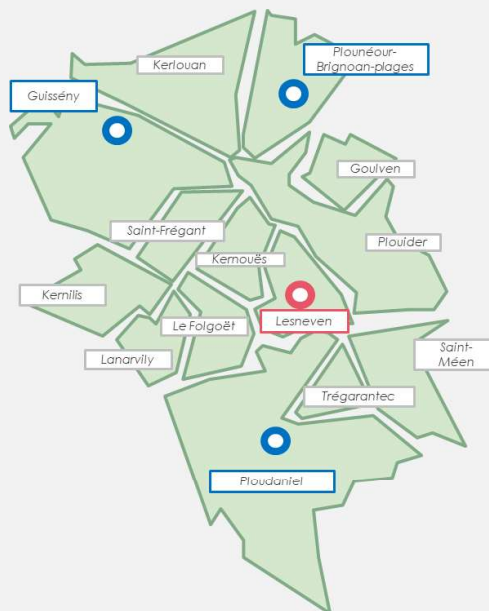 Kerlouan
Plounéour-
Brignoan-plages
Guissény
Goulven
Saint-Frégant
Plouider
Kernouës
Kernilis
Le Folgoët
Lesneven
Lanarvily
Saint-
Méen
Trégarantec
Ploudaniel